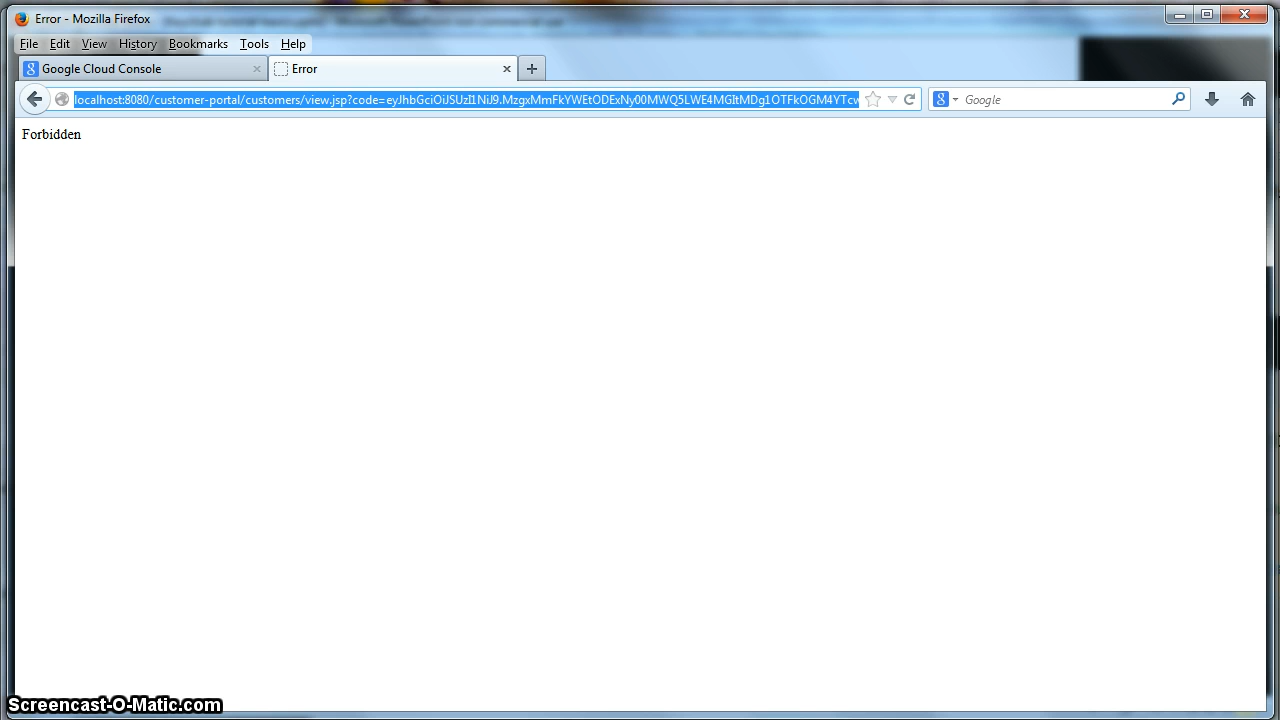 Error - Mozilla Firefox
File Edit View History Bookmarks Tools Help
Google Cloud Console Error
localhost:8080/customer-portal/customers/view.jsp?code=eyJhbGciOiJSUzI1NiJ9.MzgxMmFkYWEtODExNy00MWQ5LWE4MGItMDg1OTFkOGM4YTcw Google
Forbidden
Screencast-O-Matic.com